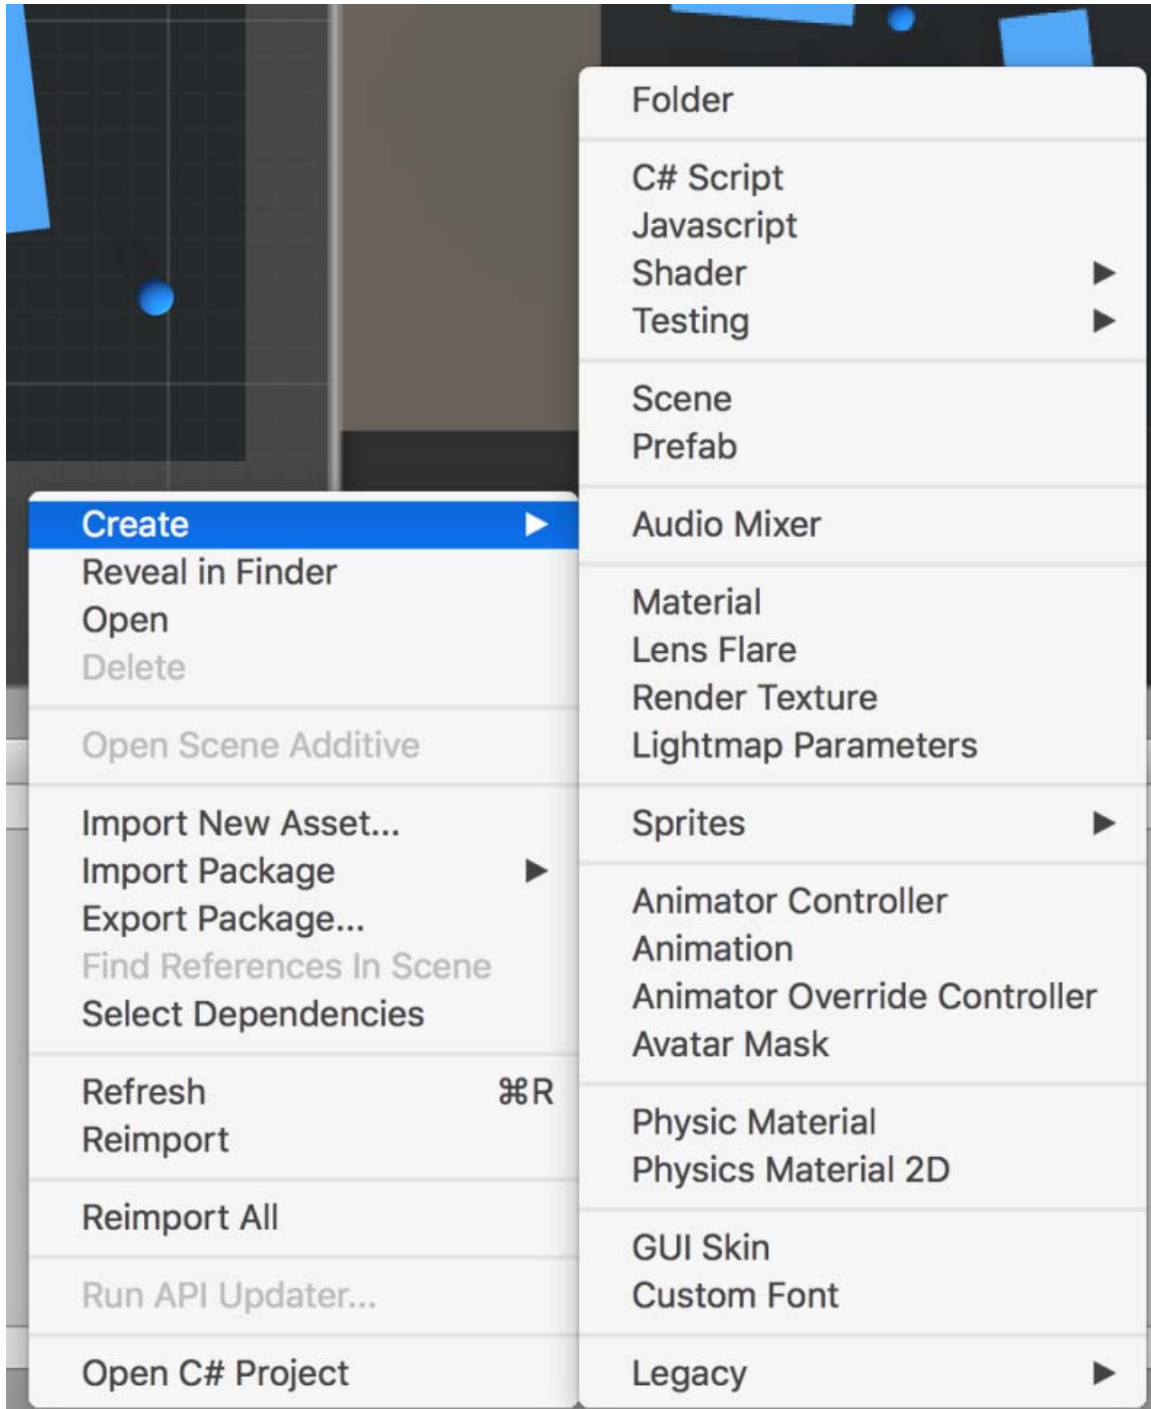 Create
Reveal in Finder
Open
Delete
Open Scene Additive
Import New Asset...
Import Package
Export Package...
Find References In Scene
Select Dependencies
Refresh ⌘R
Reimport
Reimport All
Run API Updater...
Open C# Project
Folder
C# Script
Javascript
Shader
Testing
Scene
Prefab
Audio Mixer
Material
Lens Flare
Render Texture
Lightmap Parameters
Sprites
Animator Controller
Animation
Animator Override Controller
Avatar Mask
Physic Material
Physics Material 2D
GUI Skin
Custom Font
Legacy